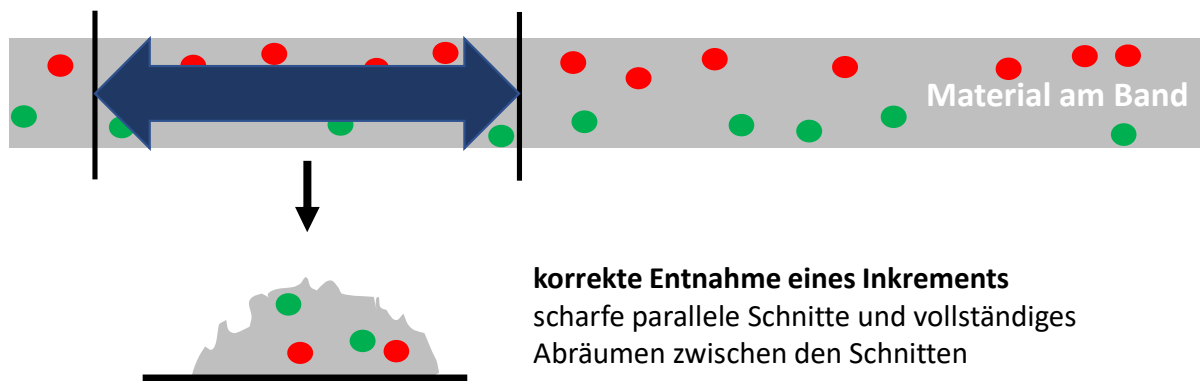 Material am Band
korrekte Entnahme eines Inkrements
scharfe parallele Schnitte und vollständiges
Abräumen zwischen den Schnitten